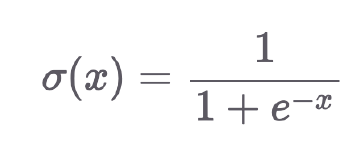 σ(x) = 1 / (1 + e^{-x})